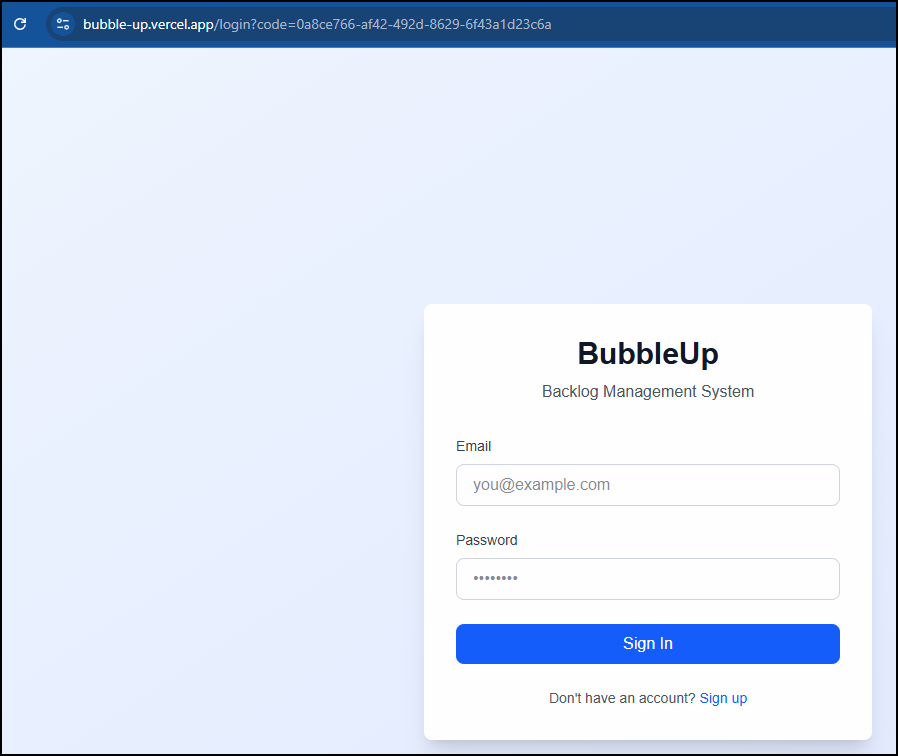 bubble-up.vercel.app/login?code=0a8ce766-af42-492d-8629-6f43a1d23c6a
BubbleUp
Backlog Management System
Email
you@example.com
Password
••••••••
Sign In
Don't have an account? Sign up